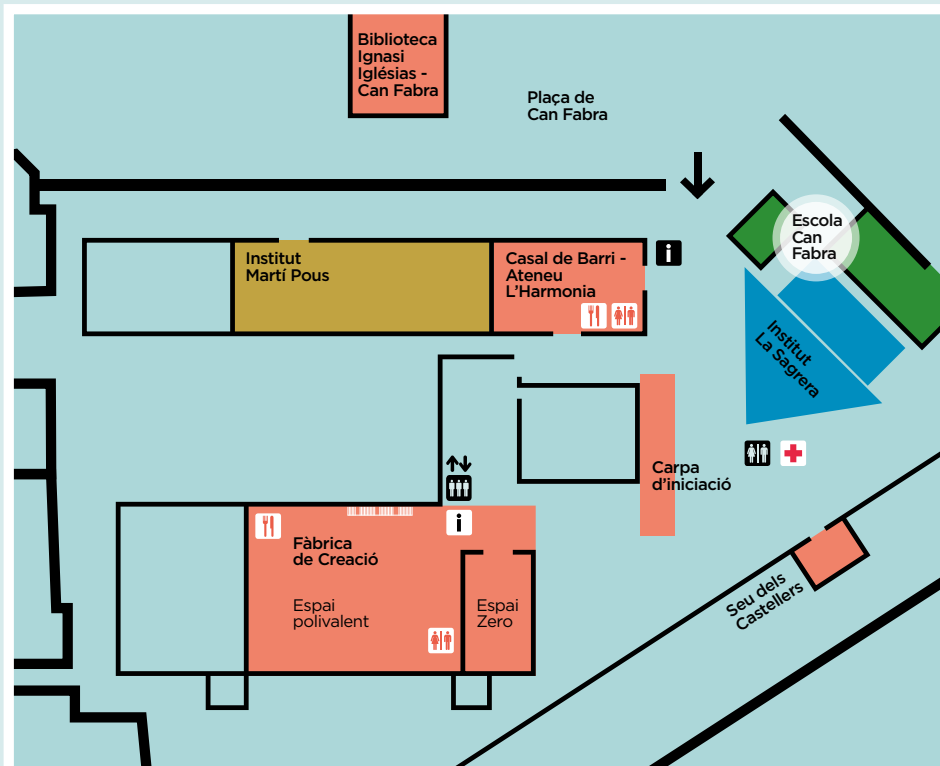 Biblioteca
Ignasi
Iglésias -
Can Fabra
Plaça de
Can Fabra
Escola
Can
Fabra
Institut
Martí Pous
Casal de Barri -
Ateneu
L'Harmonia
i
Institut
La Sagrera
Carpa
d'iniciació
i
Fàbrica
de Creació
Espai
polivalent
Espai
Zero
Seu dels
Castellers